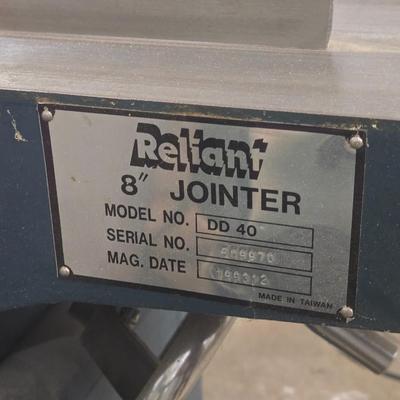 Reliant
8" JOINTER
MODEL NO. DD 40
SERIAL NO.
MAG. DATE
MADE IN TAIWAN